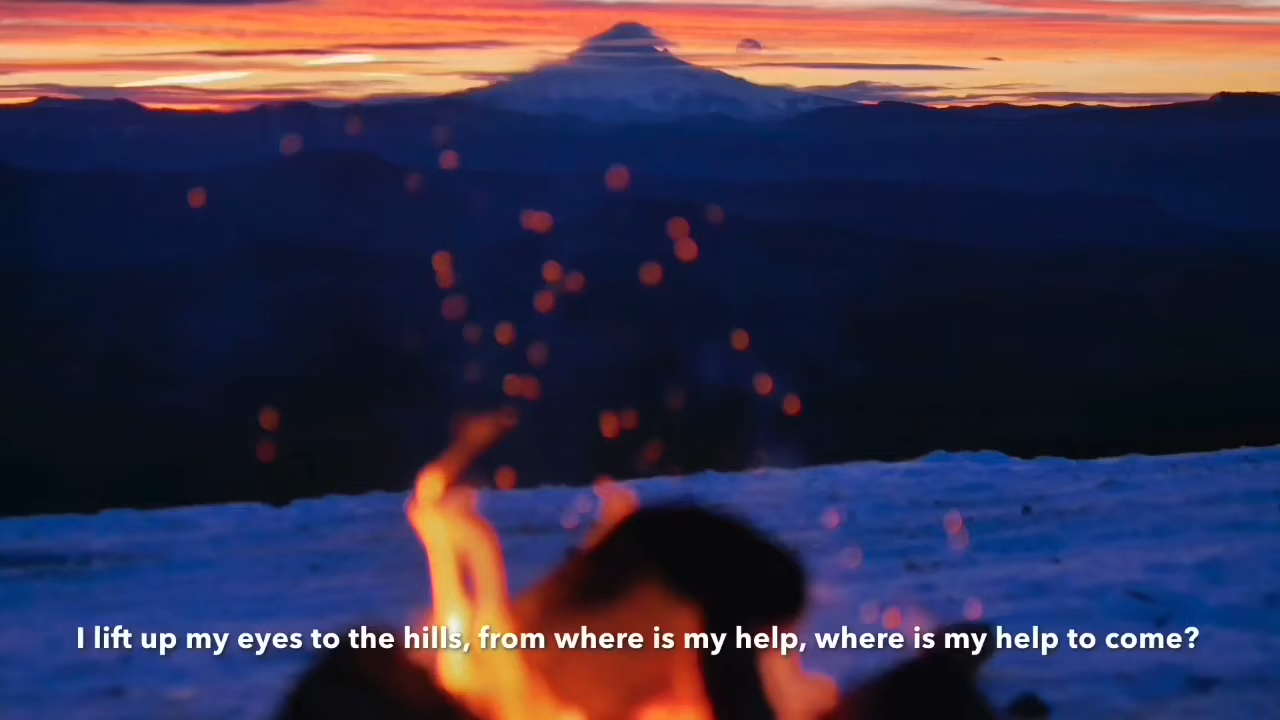 I lift up my eyes to the hills, from where is my help, where is my help to come?